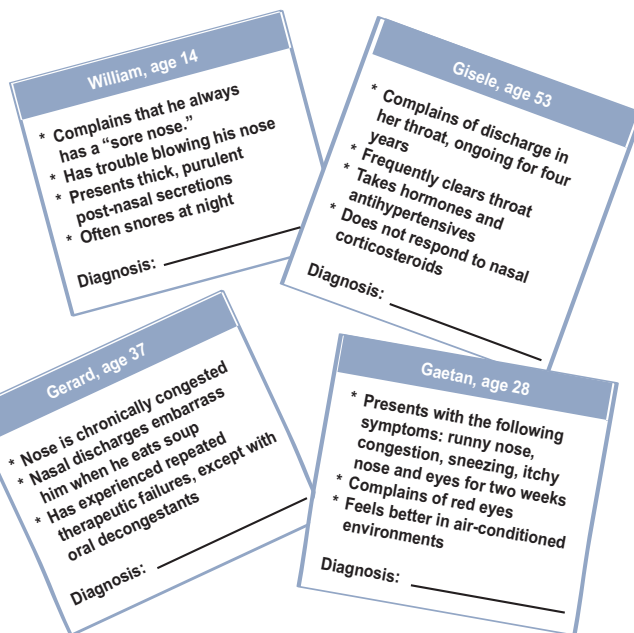 William, age 14
* Complains that he always
has a “sore nose.”
* Has trouble blowing his nose
* Presents thick, purulent
post-nasal secretions
* Often snores at night
Diagnosis:
Gisele, age 53
* Complains of discharge in
her throat, ongoing for four
years
* Frequently clears throat
* Takes hormones and
antihypertensives
* Does not respond to nasal
corticosteroids
Diagnosis:
Gerard, age 37
* Nose is chronically congested
* Nasal discharges embarrass
him when he eats soup
* Has experienced repeated
therapeutic failures, except with
oral decongestants
Diagnosis:
Gaetan, age 28
* Presents with the following
symptoms: runny nose,
congestion, sneezing, itchy
nose and eyes for two weeks
* Complains of red eyes
* Feels better in air-conditioned
environments
Diagnosis: